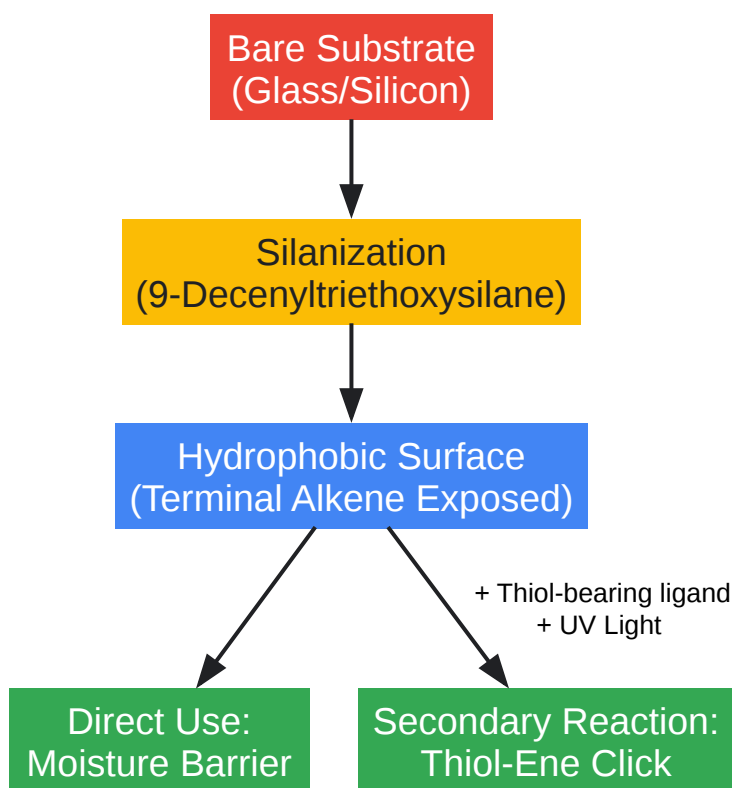 Bare Substrate
(Glass/Silicon)
Silanization
(9-Decenyltriethoxysilane)
Hydrophobic Surface
(Terminal Alkene Exposed)
+ Thiol-bearing ligand
+ UV Light
Direct Use:
Moisture Barrier
Secondary Reaction:
Thiol-Ene Click